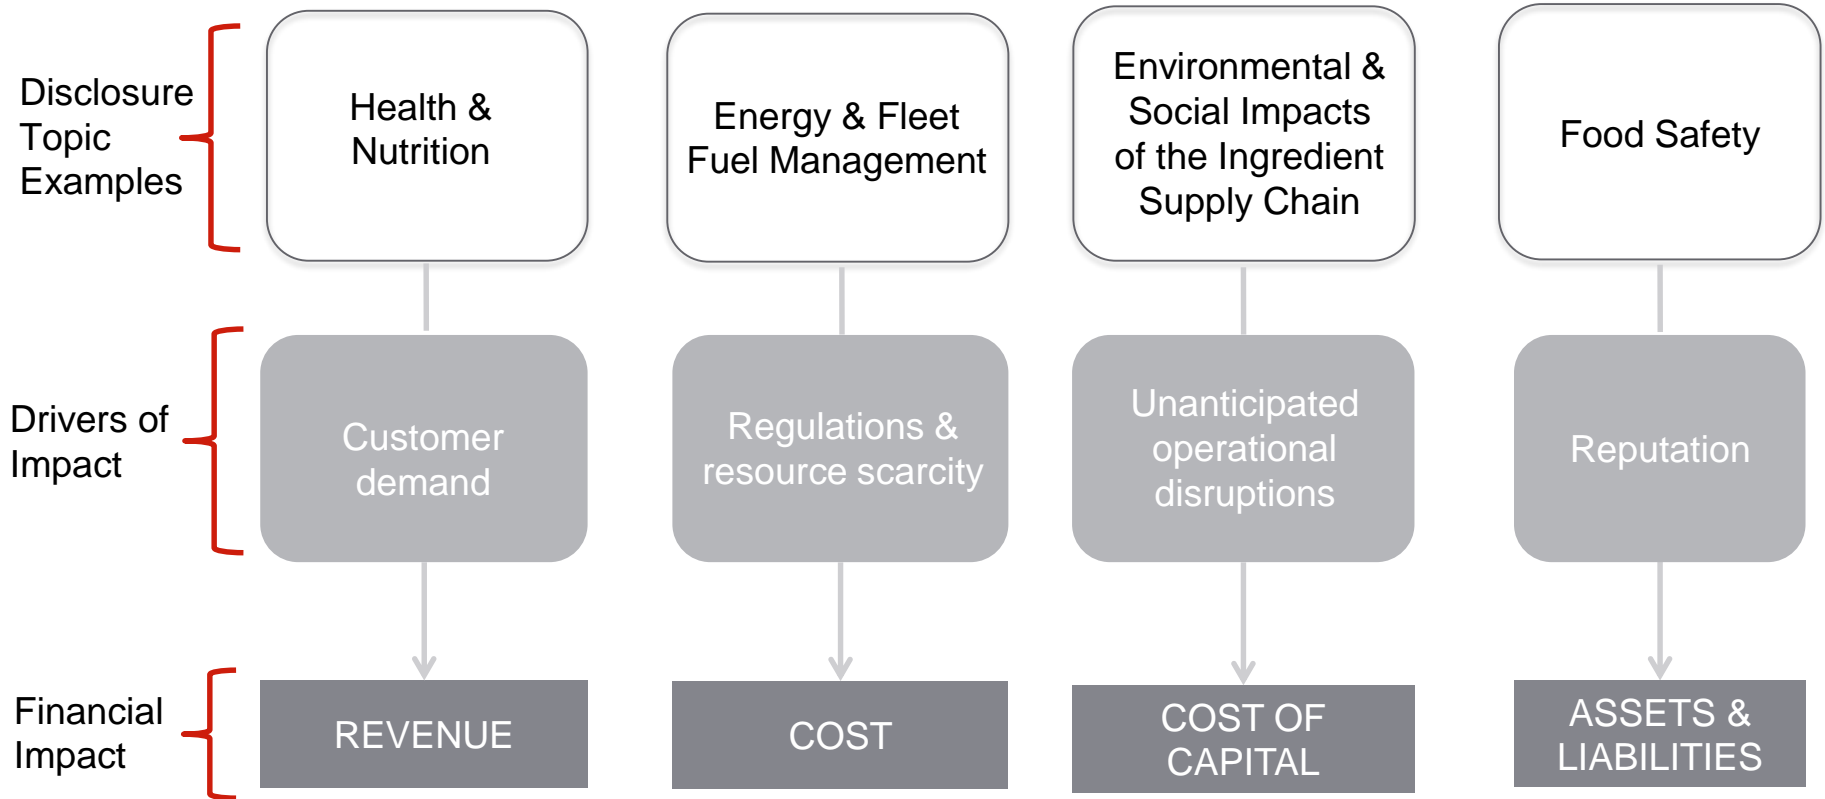 Disclosure
Topic
Examples
Health &
Nutrition
Energy & Fleet
Fuel Management
Environmental &
Social Impacts
of the Ingredient
Supply Chain
Food Safety
Drivers of
Impact
Customer
demand
Regulations &
resource scarcity
Unanticipated
operational
disruptions
Reputation
Financial
Impact
REVENUE
COST
COST OF
CAPITAL
ASSETS &
LIABILITIES